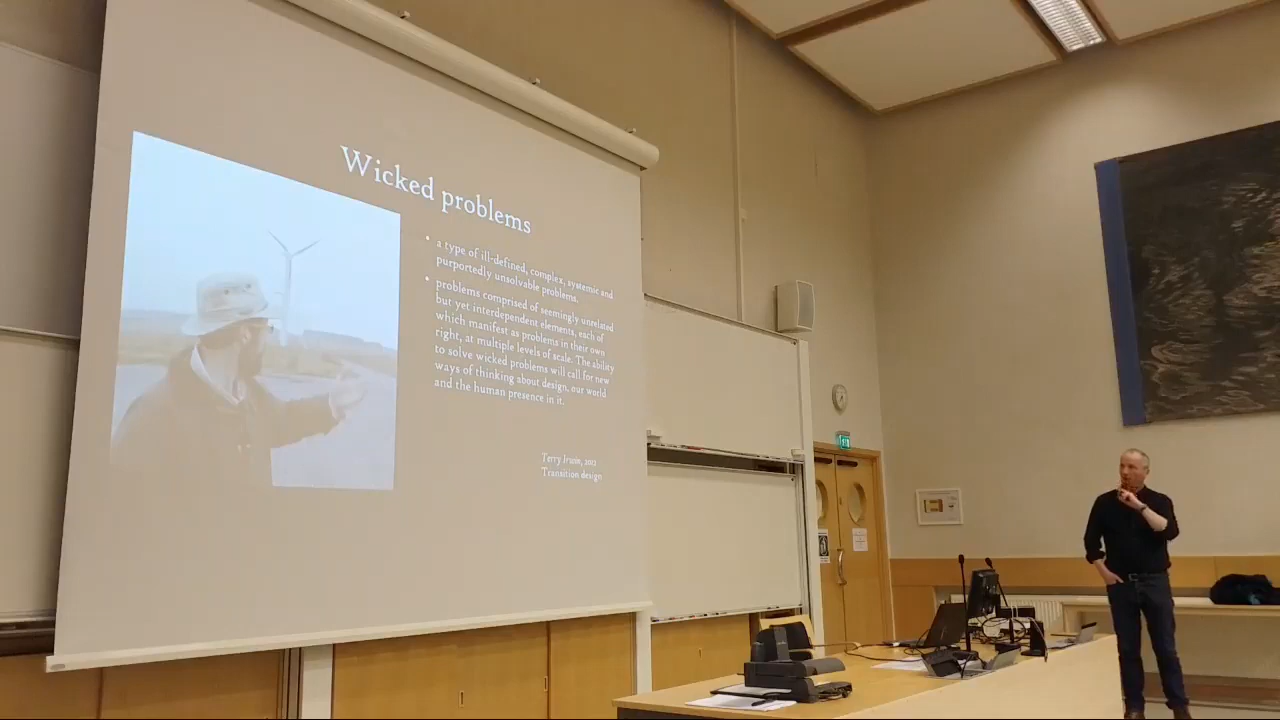 Wicked problems
• a type of ill-defined, complex, systemic and
purportedly unsolvable problems.
• problems comprised of seemingly unrelated
but yet interdependent elements, each of
which manifest as problems in their own
right, at multiple levels of scale. The ability
to solve wicked problems will call for new
ways of thinking about design, our world
and the human presence in it.
Terry Irwin, 2012
Transition design